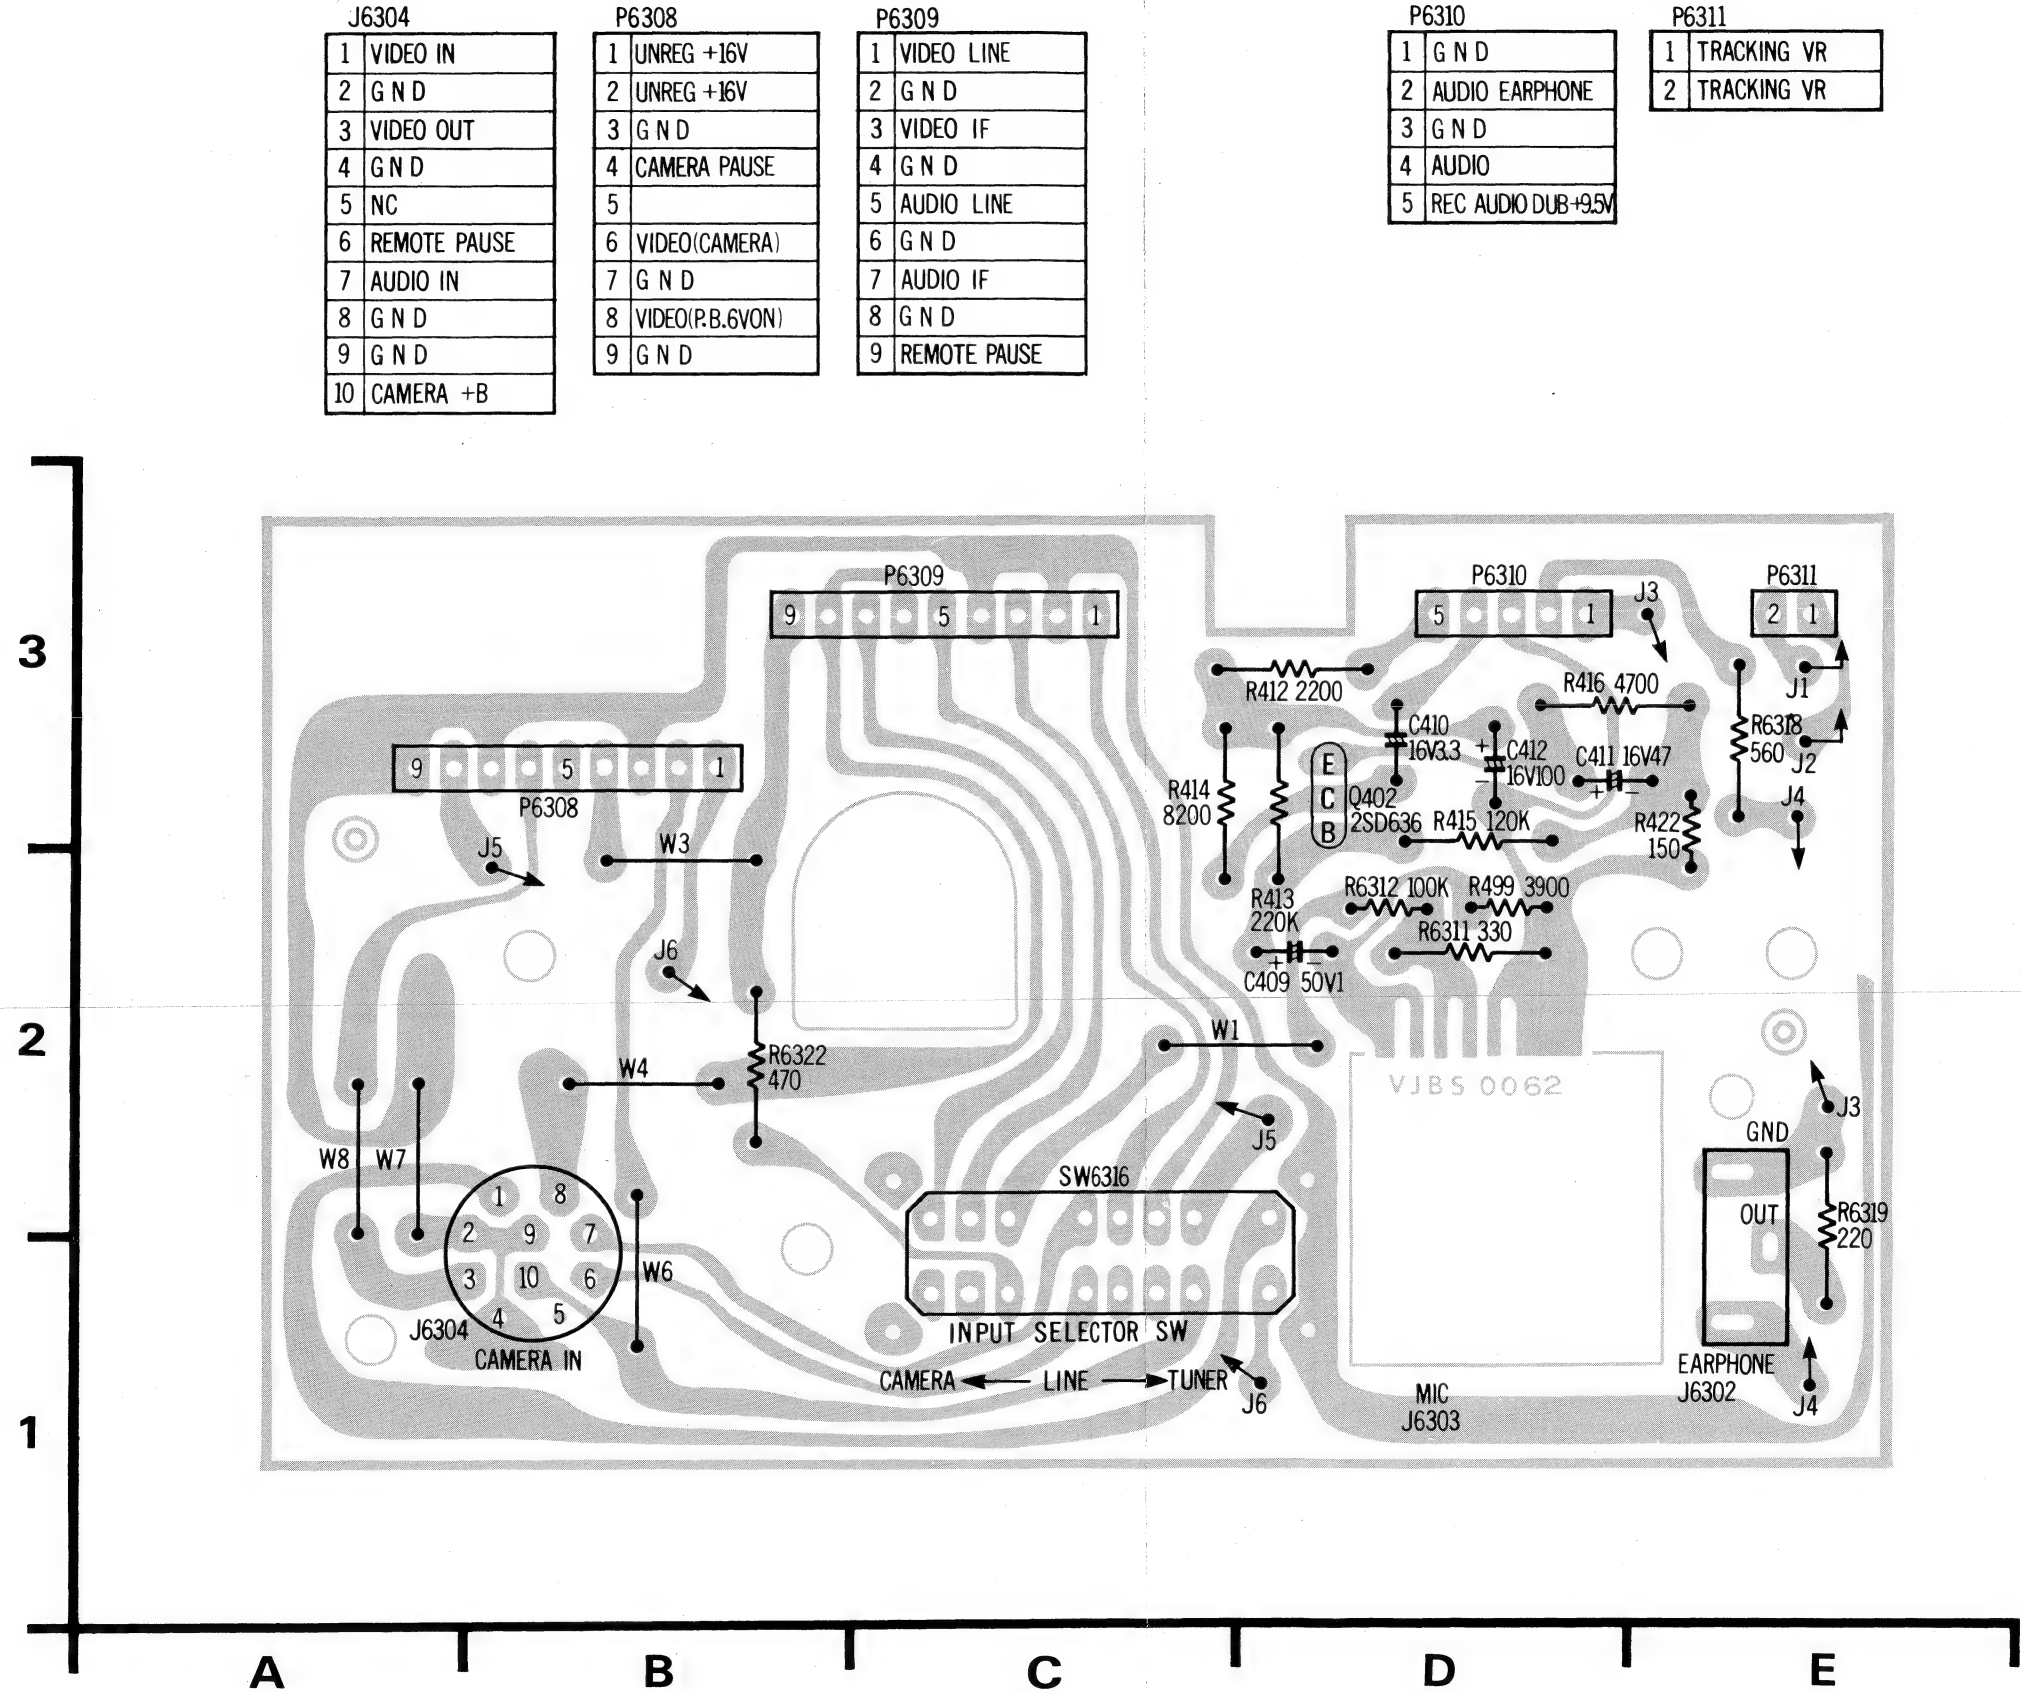 J6304
1 VIDEO IN
2 GND
3 VIDEO OUT
4 GND
5 NC
6 REMOTE PAUSE
7 AUDIO IN
8 GND
9 GND
10 CAMERA +B
P6308
1 UNREG +16V
2 UNREG +16V
3 GND
4 CAMERA PAUSE
5
6 VIDEO(CAMERA)
7 GND
8 VIDEO(P.B.6VON)
9 GND
P6309
1 VIDEO LINE
2 GND
3 VIDEO IF
4 GND
5 AUDIO LINE
6 GND
7 AUDIO IF
8 GND
9 REMOTE PAUSE
P6310
1 GND
2 AUDIO EARPHONE
3 GND
4 AUDIO
5 REC AUDIO DUB+9.5V
P6311
1 TRACKING VR
2 TRACKING VR
3
2
1
P6309
9 5 1
P6310
5 1
J3
P6311
2 1
R412 2200
R416 4700
J1
C410
16V3.3
+ C412
- 16V100
C411 16V47
+ -
R6318
560
J2
J4
9 5 1
P6308
R414
8200
E
C
B
Q402
2SD636
R415 120K
R422
150
J5
W3
R413
220K
R6312 100K
R499 3900
R6311 330
J6
+ -
C409 50V1
W1
R6322
470
W4
VJBS 0062
J5
J3
GND
W8
W7
SW6316
OUT
R6319
220
1
8
2
9
7
3
10
6
4
5
W6
J6304
CAMERA IN
INPUT SELECTOR SW
CAMERA LINE TUNER
J6
MIC
J6303
EARPHONE
J6302
J4
A B C D E